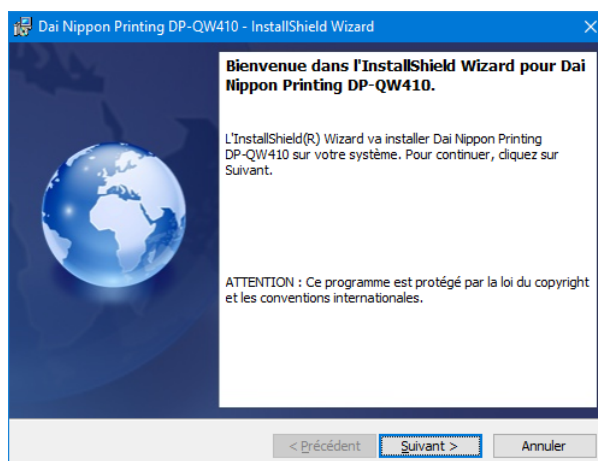 Dai Nippon Printing DP-QW410 - InstallShield Wizard
Bienvenue dans l'InstallShield Wizard pour Dai
Nippon Printing DP-QW410.
L'InstallShield(R) Wizard va installer Dai Nippon Printing
DP-QW410 sur votre système. Pour continuer, cliquez sur
Suivant.
ATTENTION : Ce programme est protégé par la loi du copyright
et les conventions internationales.
< Précédent Suivant > Annuler